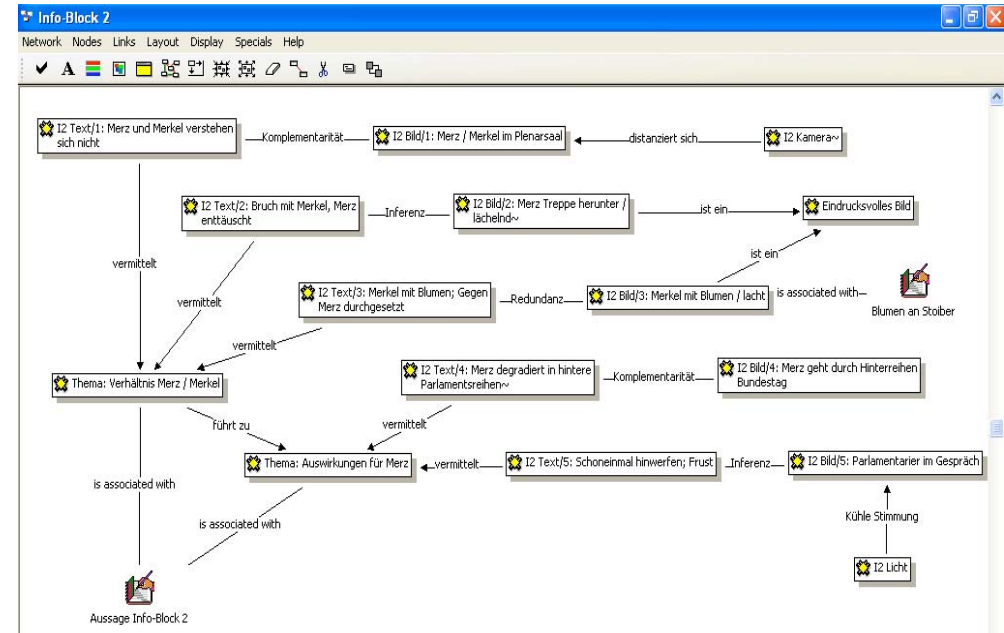 Info-Block 2
Network Nodes Links Layout Display Specials Help
A
I2 Text/1: Merz und Merkel verstehen
sich nicht
Komplementarität
I2 Bild/1: Merz / Merkel im Plenarsaal
distanziert sich
I2 Kamera~
I2 Text/2: Bruch mit Merkel, Merz
enttäuscht
Inferenz
I2 Bild/2: Merz Treppe herunter /
lächelnd~
ist ein
Eindrucksvolles Bild
ist ein
vermittelt
vermittelt
I2 Text/3: Merkel mit Blumen; Gegen
Merz durchgesetzt
Redundanz
I2 Bild/3: Merkel mit Blumen / lacht
is associated with
Blumen an Stoiber
vermittelt
Thema: Verhältnis Merz / Merkel
I2 Text/4: Merz degradiert in hintere
Parlamentsreihen~
Komplementarität
I2 Bild/4: Merz geht durch Hinterreihen
Bundestag
führt zu
vermittelt
Thema: Auswirkungen für Merz
vermittelt
I2 Text/5: Schoneinmal hinwerfen; Frust
Inferenz
I2 Bild/5: Parlamentarier im Gespräch
is associated with
is associated with
Kühle Stimmung
I2 Licht
Aussage Info-Block 2